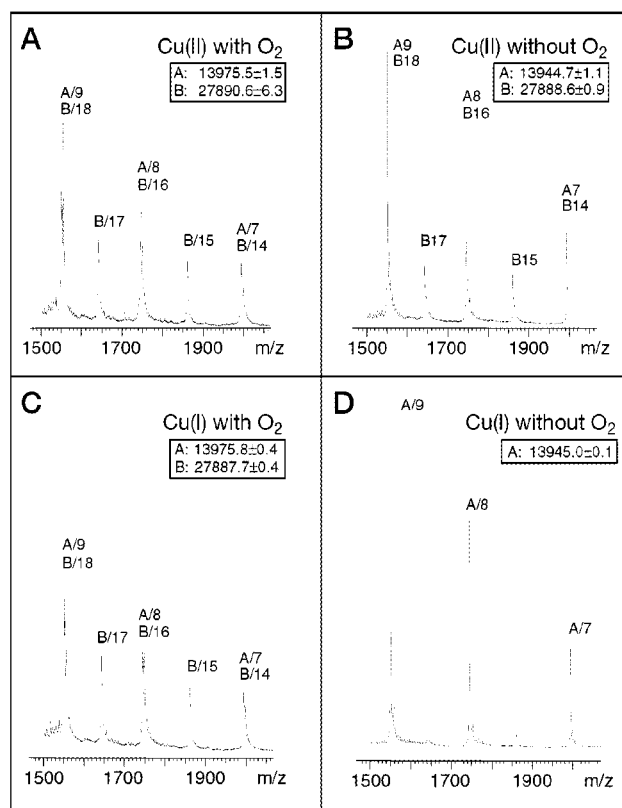 A
Cu(II) with O₂
A: 13975.5±1.5
B: 27890.6±6.3
A/9
B/18
A/8
B/16
B/17
B/15
A/7
B/14
1500 1700 1900 m/z
B
Cu(II) without O₂
A: 13944.7±1.1
B: 27888.6±0.9
A9
B18
A8
B16
A7
B14
B17
B15
1500 1700 1900 m/z
C
Cu(I) with O₂
A: 13975.8±0.4
B: 27887.7±0.4
A/9
B/18
A/8
B/16
B/17
B/15
A/7
B/14
1500 1700 1900 m/z
D
A/9
Cu(I) without O₂
A: 13945.0±0.1
A/8
A/7
1500 1700 1900 m/z